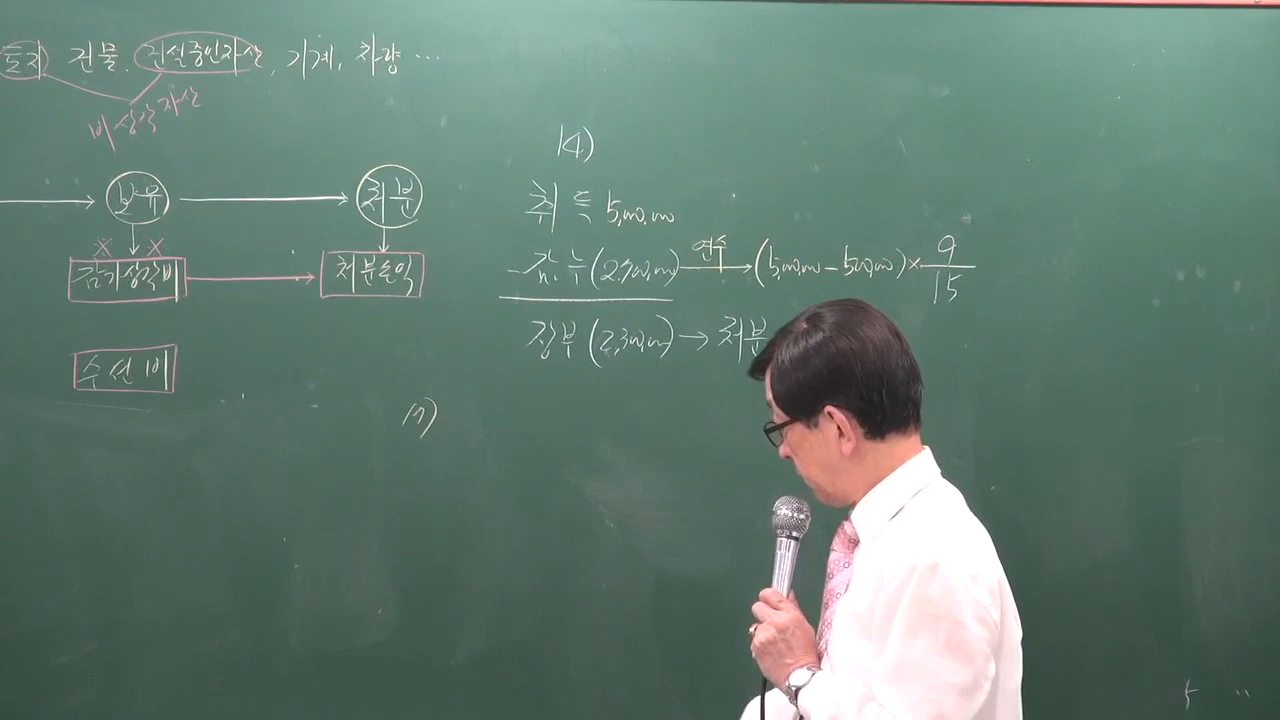 토지 건물, 건설중인자산, 기계, 차량 …
비상각자산
보유 → 처분
× ×
감가상각비 → 처분손익
수선비
14)
취득 5,000,000
- 감누 (2,700,000) 연수 → (5,000,000 - 500,000) × 9/15
장부 (2,300,000) → 처분